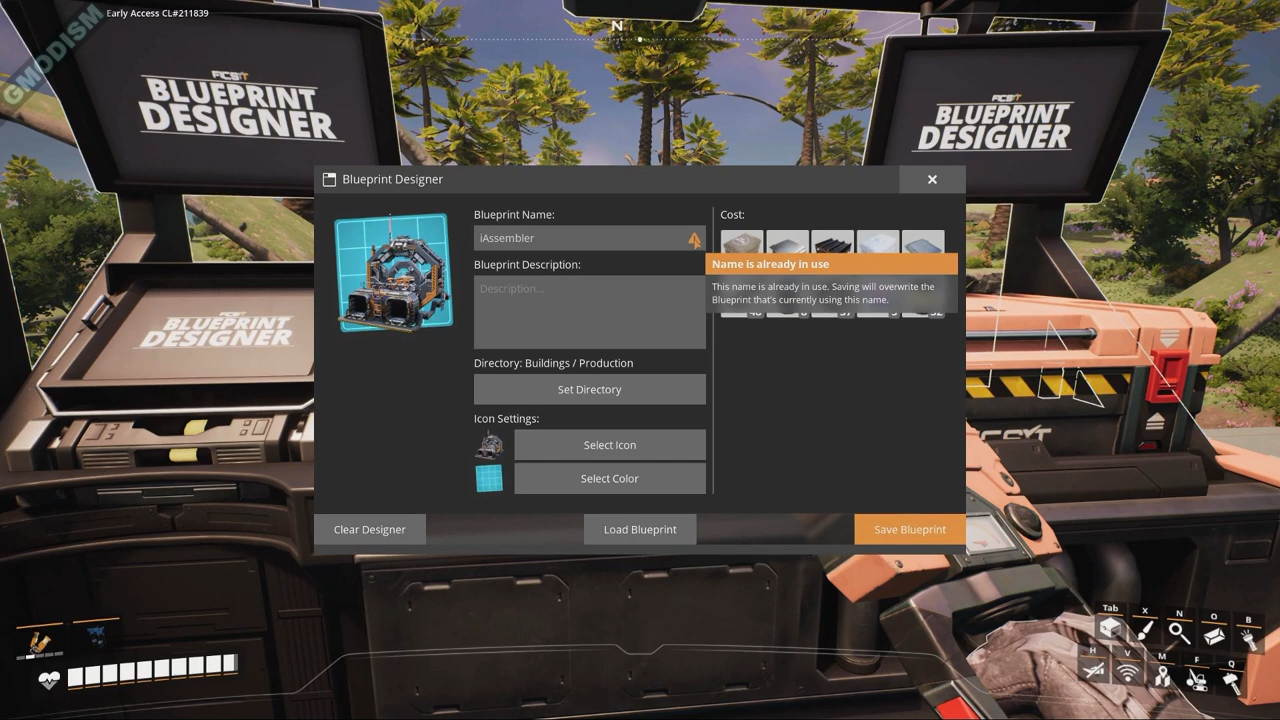 Early Access CL#211839
GMODISM
N
FICSIT
BLUEPRINT
DESIGNER
FICSIT
BLUEPRINT
DESIGNER
BLUEPRINT
DESIGNER
Blueprint Designer
Blueprint Name:
iAssembler
Blueprint Description:
Description...
Directory: Buildings / Production
Set Directory
Icon Settings:
Select Icon
Select Color
Cost:
Name is already in use
This name is already in use. Saving will overwrite the
Blueprint that's currently using this name.
Clear Designer
Load Blueprint
Save Blueprint
Tab X N O B
H V M F Q